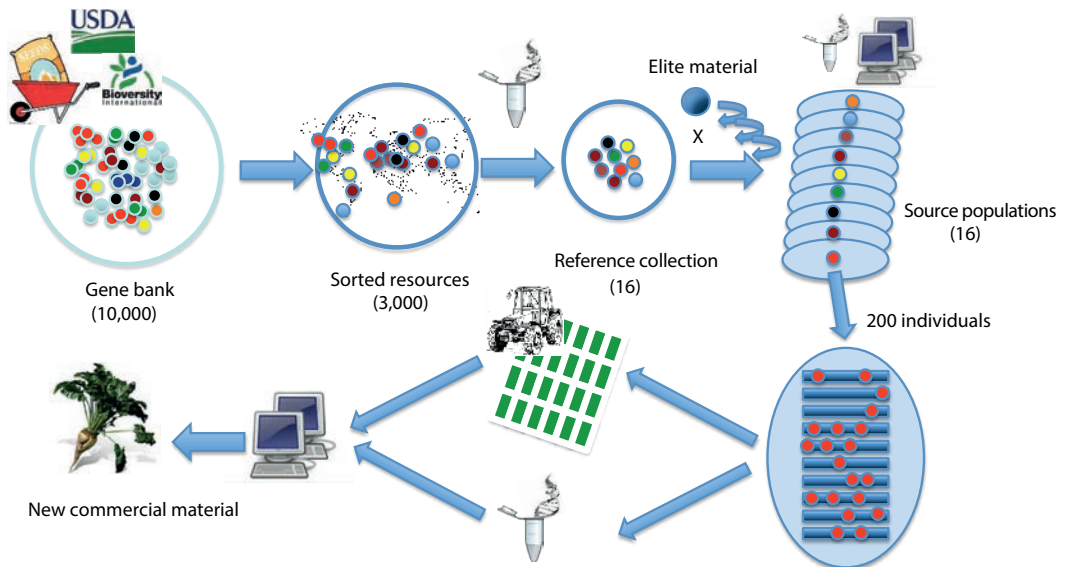 USDA
SEEDS
Bioversity
International
Gene bank
(10,000)
Sorted resources
(3,000)
Reference collection
(16)
Elite material
X
Source populations
(16)
200 individuals
New commercial material